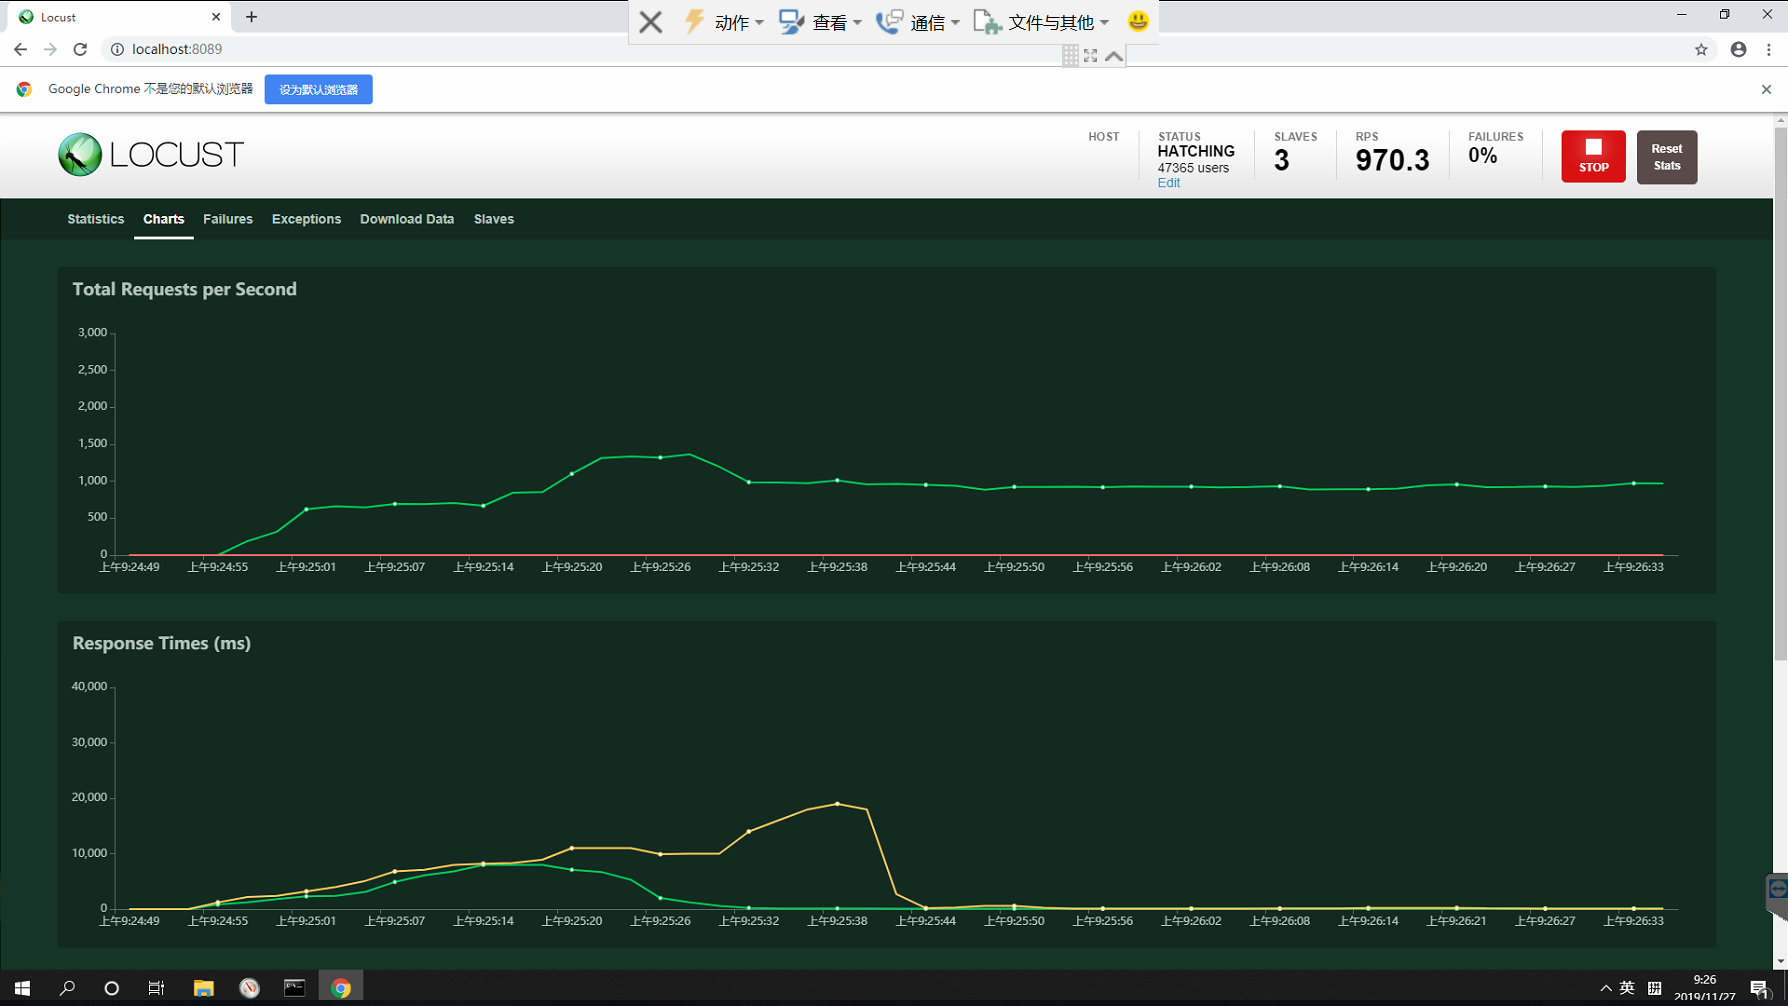 Locust
动作
查看
通信
文件与其他
localhost:8089
Google Chrome 不是您的默认浏览器
设为默认浏览器
LOCUST
HOST
STATUS
HATCHING
47365 users
Edit
SLAVES
3
RPS
970.3
FAILURES
0%
STOP
Reset
Stats
Statistics
Charts
Failures
Exceptions
Download Data
Slaves
Total Requests per Second
3,000
2,500
2,000
1,500
1,000
500
0
上午9:24:49 上午9:24:55 上午9:25:01 上午9:25:07 上午9:25:14 上午9:25:20 上午9:25:26 上午9:25:32 上午9:25:38 上午9:25:44 上午9:25:50 上午9:25:56 上午9:26:02 上午9:26:08 上午9:26:14 上午9:26:20 上午9:26:27 上午9:26:33
Response Times (ms)
40,000
30,000
20,000
10,000
0
上午9:24:49 上午9:24:55 上午9:25:01 上午9:25:07 上午9:25:14 上午9:25:20 上午9:25:26 上午9:25:32 上午9:25:38 上午9:25:44 上午9:25:50 上午9:25:56 上午9:26:02 上午9:26:08 上午9:26:14 上午9:26:21 上午9:26:27 上午9:26:33
英
拼
9:26
2019/11/27
1